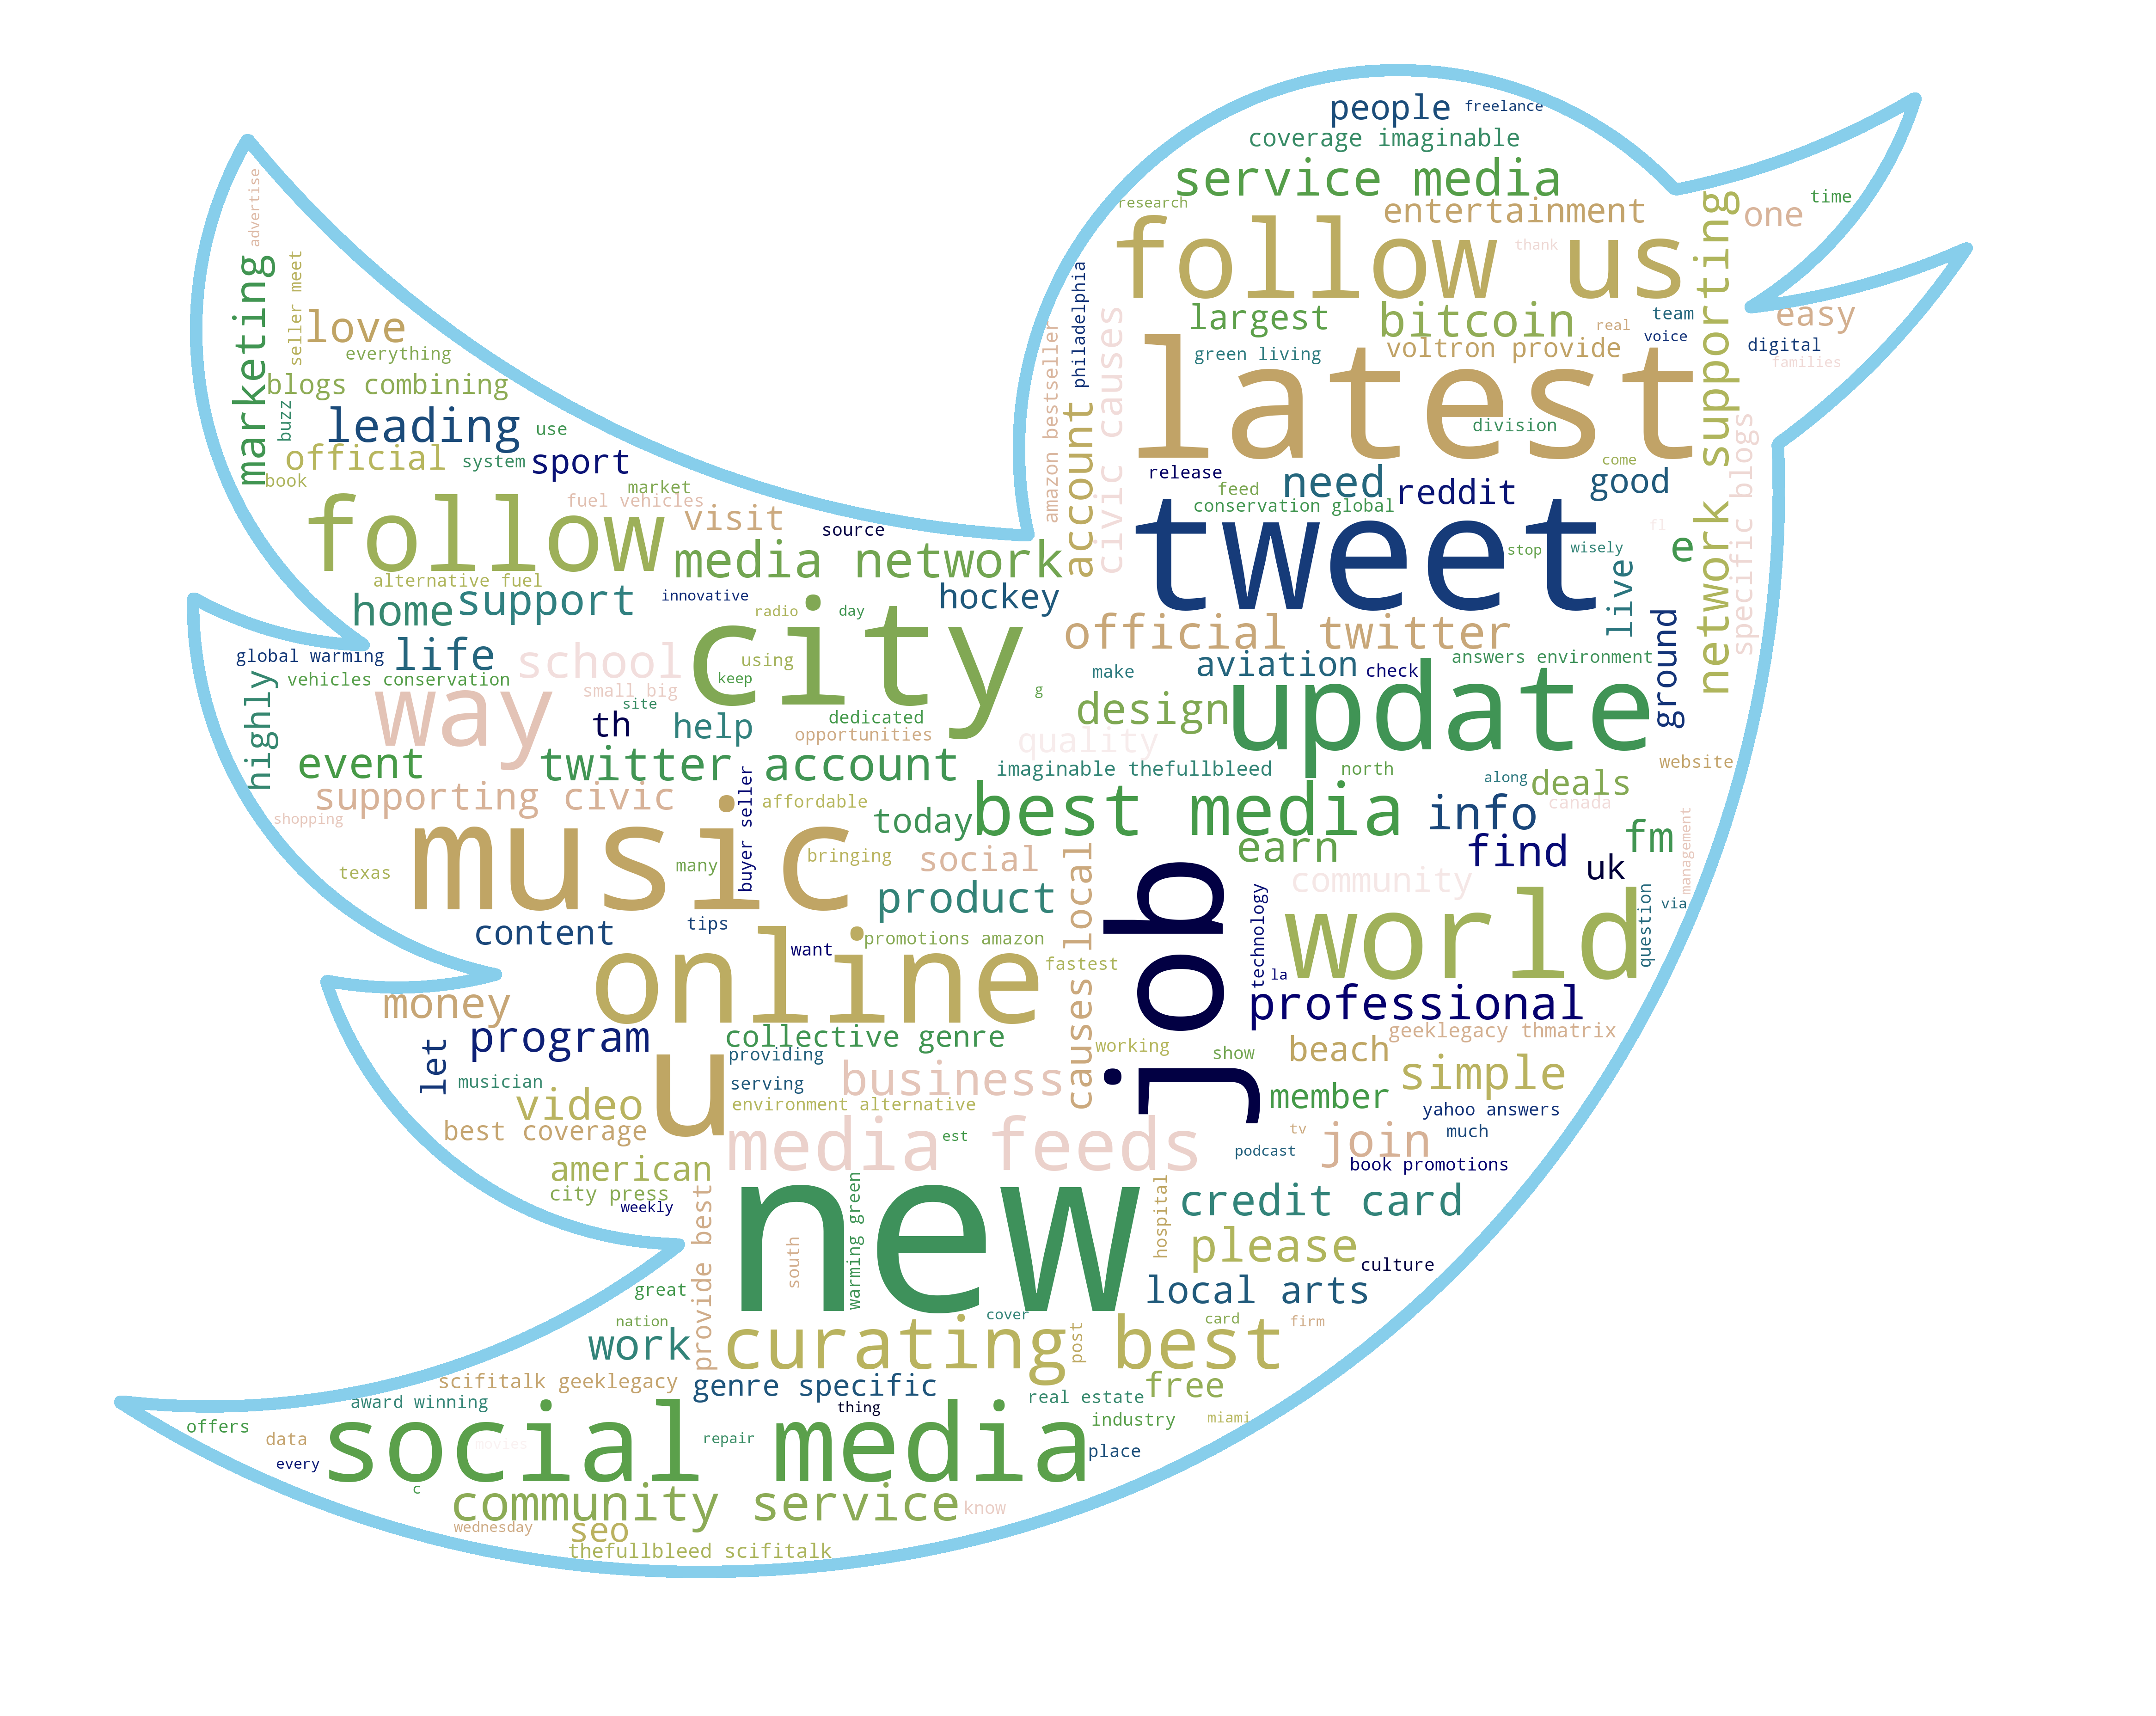 people
freelance
coverage imaginable
service media
research
entertainment
follow us
thank
one
time
network supporting
advertise
marketing
seller meet
love
everything
blogs combining
buzz
leading
use
official
system
sport
book
market
philadelphia
amazon bestseller
civic causes
account
largest
bitcoin
real
team
voice
easy
digital
families
green living
voltron provide
latest
division
specific blogs
come
release
feed
need
reddit
good
conservation global
tweet
fl
stop
wisely
e
live
follow
fuel vehicles
visit
source
media network
alternative fuel
home
support
innovative
radio
day
hockey
city
official twitter
global warming
life
school
using
vehicles conservation
small big
keep
site
g
make
aviation
check
answers environment
ground
highly
way
th
help
dedicated
opportunities
design
update
quality
event
twitter account
imaginable thefullbleed
north
along
deals
website
supporting civic
buyer seller
affordable
best media
canada
info
management
shopping
today
music
earn
find
fm
many
bringing
social
uk
texas
product
causes local
job
community
technology
world
question
via
content
tips
want
promotions amazon
online
fastest
la
money
professional
program
collective genre
geeklegacy thmatrix
let
providing
working
show
beach
musician
serving
business
simple
video
u
environment alternative
member
yahoo answers
best coverage
media feeds
est
tv
join
much
podcast
american
book promotions
city press
weekly
provide best
new
warming green
south
hospital
credit card
please
culture
great
local arts
nation
cover
card
firm
work
curating best
post
scifitalk geeklegacy
genre specific
real estate
free
award winning
thing
offers
industry
miami
data
social media
movies
repair
place
every
c
community service
know
wednesday
seo
thefullbleed scifitalk